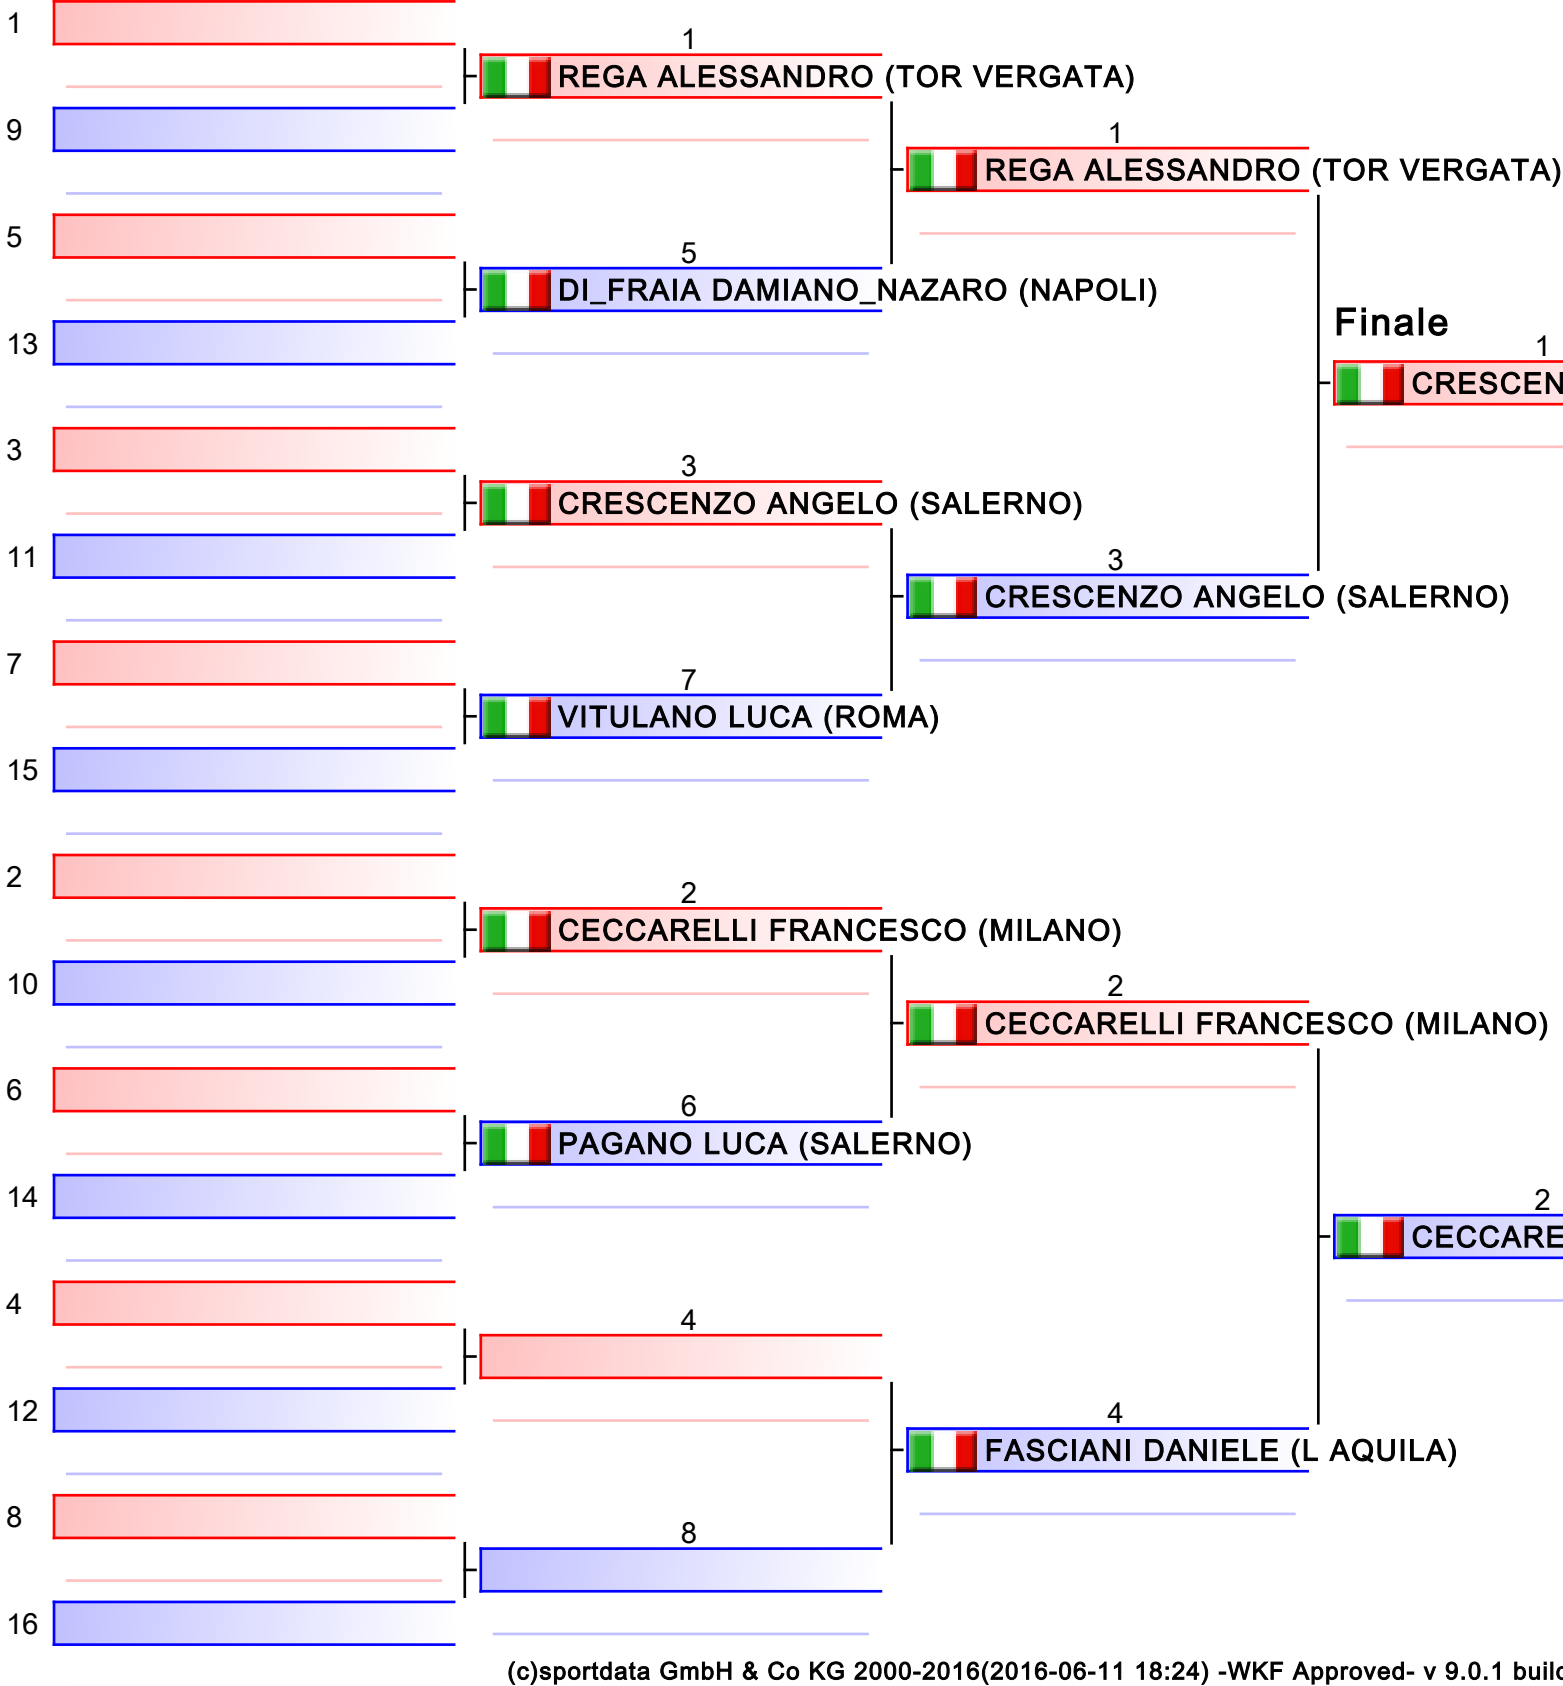 1
9
5
13
3
11
7
15
2
10
6
14
4
12
8
16
1
REGA ALESSANDRO (TOR VERGATA)
5
DI_FRAIA DAMIANO_NAZARO (NAPOLI)
3
CRESCENZO ANGELO (SALERNO)
7
VITULANO LUCA (ROMA)
2
CECCARELLI FRANCESCO (MILANO)
6
PAGANO LUCA (SALERNO)
4
8
1
REGA ALESSANDRO (TOR VERGATA)
3
CRESCENZO ANGELO (SALERNO)
2
CECCARELLI FRANCESCO (MILANO)
4
FASCIANI DANIELE (L AQUILA)
Finale
1
CRESCEN
2
CECCARE
(c)sportdata GmbH & Co KG 2000-2016(2016-06-11 18:24) -WKF Approved- v 9.0.1 build